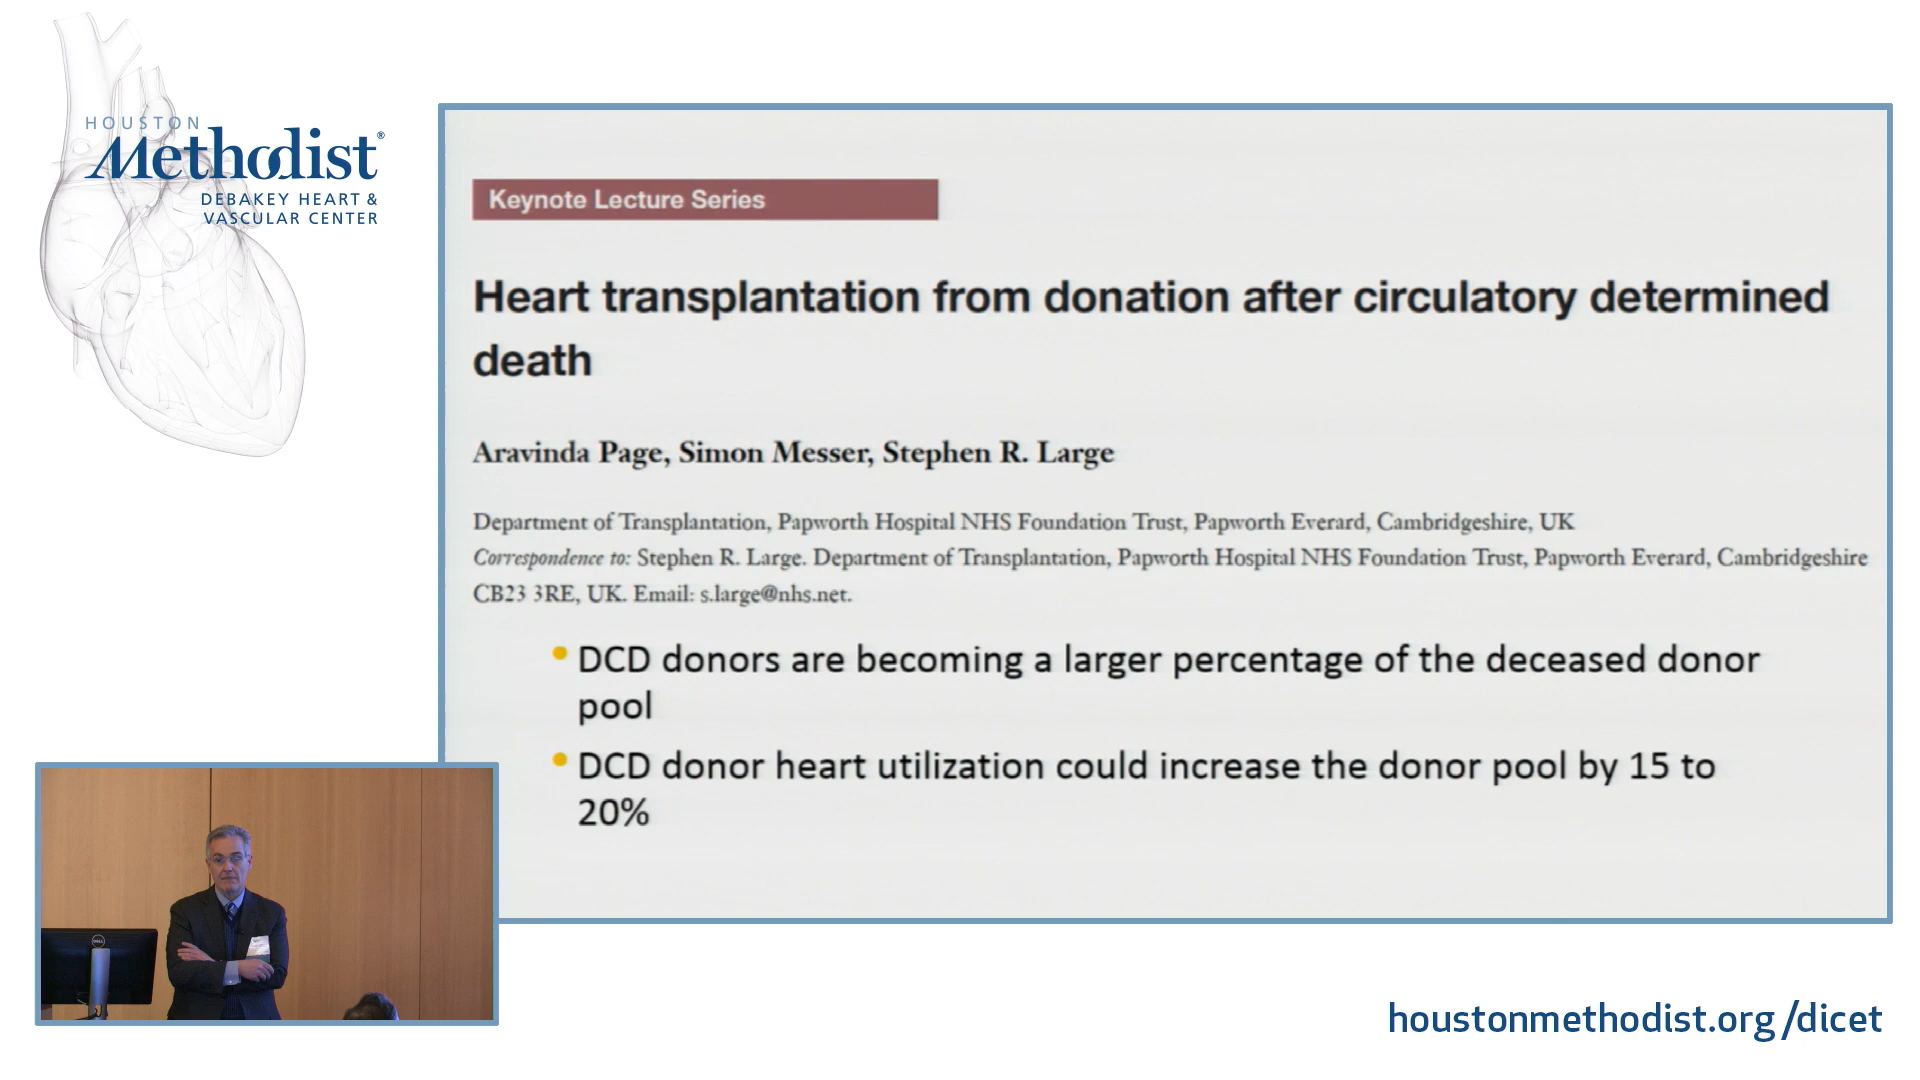 HOUSTON
Methodist®
DEBAKEY HEART &
VASCULAR CENTER
Keynote Lecture Series
Heart transplantation from donation after circulatory determined
death
Aravinda Page, Simon Messer, Stephen R. Large
Department of Transplantation, Papworth Hospital NHS Foundation Trust, Papworth Everard, Cambridgeshire, UK
Correspondence to: Stephen R. Large. Department of Transplantation, Papworth Hospital NHS Foundation Trust, Papworth Everard, Cambridgeshire
CB23 3RE, UK. Email: s.large@nhs.net.
• DCD donors are becoming a larger percentage of the deceased donor
pool
• DCD donor heart utilization could increase the donor pool by 15 to
20%
DELL
houstonmethodist.org/dicet